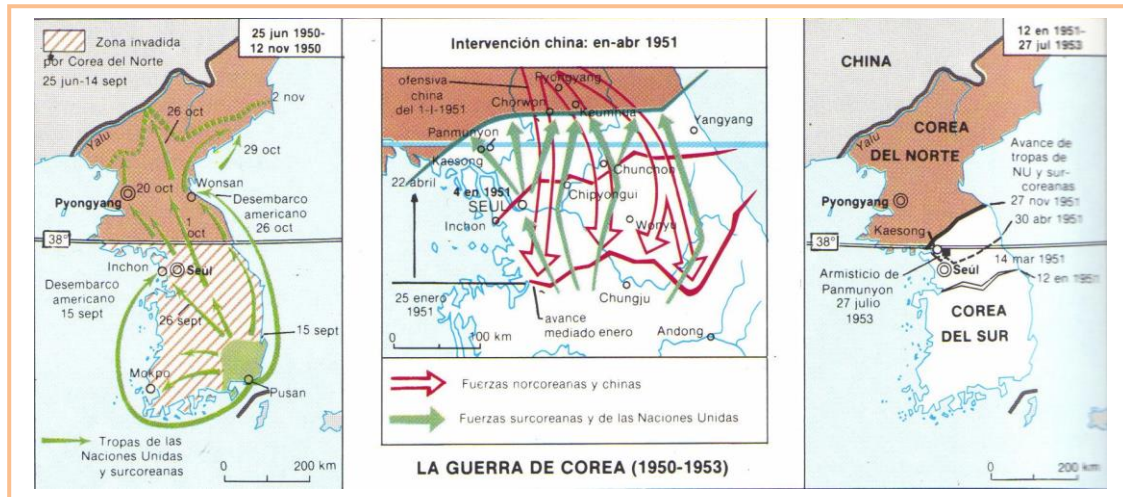 Zona invadida
por Corea del Norte
25 jun-14 sept
25 jun 1950-
12 nov 1950
26 oct
2 nov
Yalu
29 oct
20 oct
Wonsan
Pyongyang
Desembarco
americano
26 oct
1
oct
38°
Inchon
Seul
Desembarco
americano
15 sept
26 sept
15 sept
Mokpo
Pusan
Tropas de las
Naciones Unidas
y surcoreanas
0
200 km
Intervención china: en-abr 1951
ofensiva
china
del 1-I-1951
Pyongyang
Chorwon
Keumhua
Yangyang
Panmunyon
Kaesong
Chunchon
22 abril
4 en 1951
SEUL
Chipyongui
Inchon
Wonyu
25 enero
1951
Chungju
avance
mediado enero
0
100 km
Andong
Fuerzas norcoreanas y chinas
Fuerzas surcoreanas y de las Naciones Unidas
LA GUERRA DE COREA (1950-1953)
12 en 1951-
27 jul 1953
CHINA
COREA
DEL NORTE
Avance de
tropas de
NU y sur-
coreanas
27 nov 1951
Pyongyang
30 abr 1951
Kaesong
38°
14 mar 1951
Seúl
12 en 1951
Armisticio de
Panmunyon
27 julio
1953
COREA
DEL SUR
0
200 km